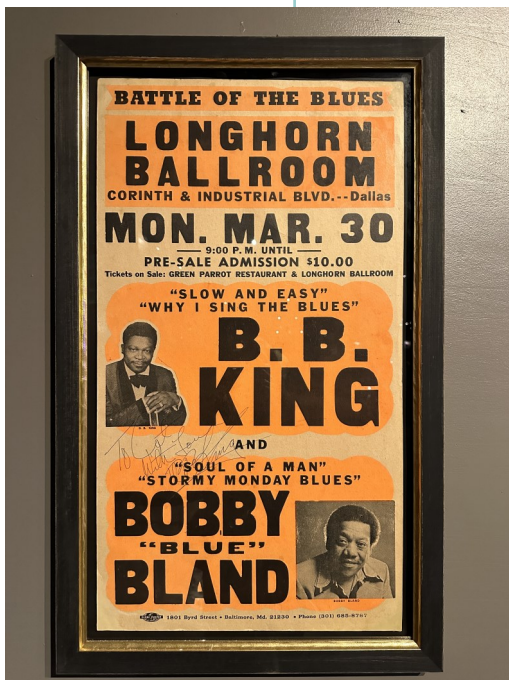 BATTLE OF THE BLUES
LONGHORN
BALLROOM
CORINTH & INDUSTRIAL BLVD.--Dallas
MON. MAR. 30
9:00 P.M. UNTIL
PRE-SALE ADMISSION $10.00
Tickets on Sale: GREEN PARROT RESTAURANT & LONGHORN BALLROOM
"SLOW AND EASY"
"WHY I SING THE BLUES"
B. B.
KING
B. B. KING
AND
"SOUL OF A MAN"
"STORMY MONDAY BLUES"
BOBBY
"BLUE"
BLAND
BOBBY BLAND
1801 Byrd Street • Baltimore, Md. 21230 • Phone (301) 685-8767